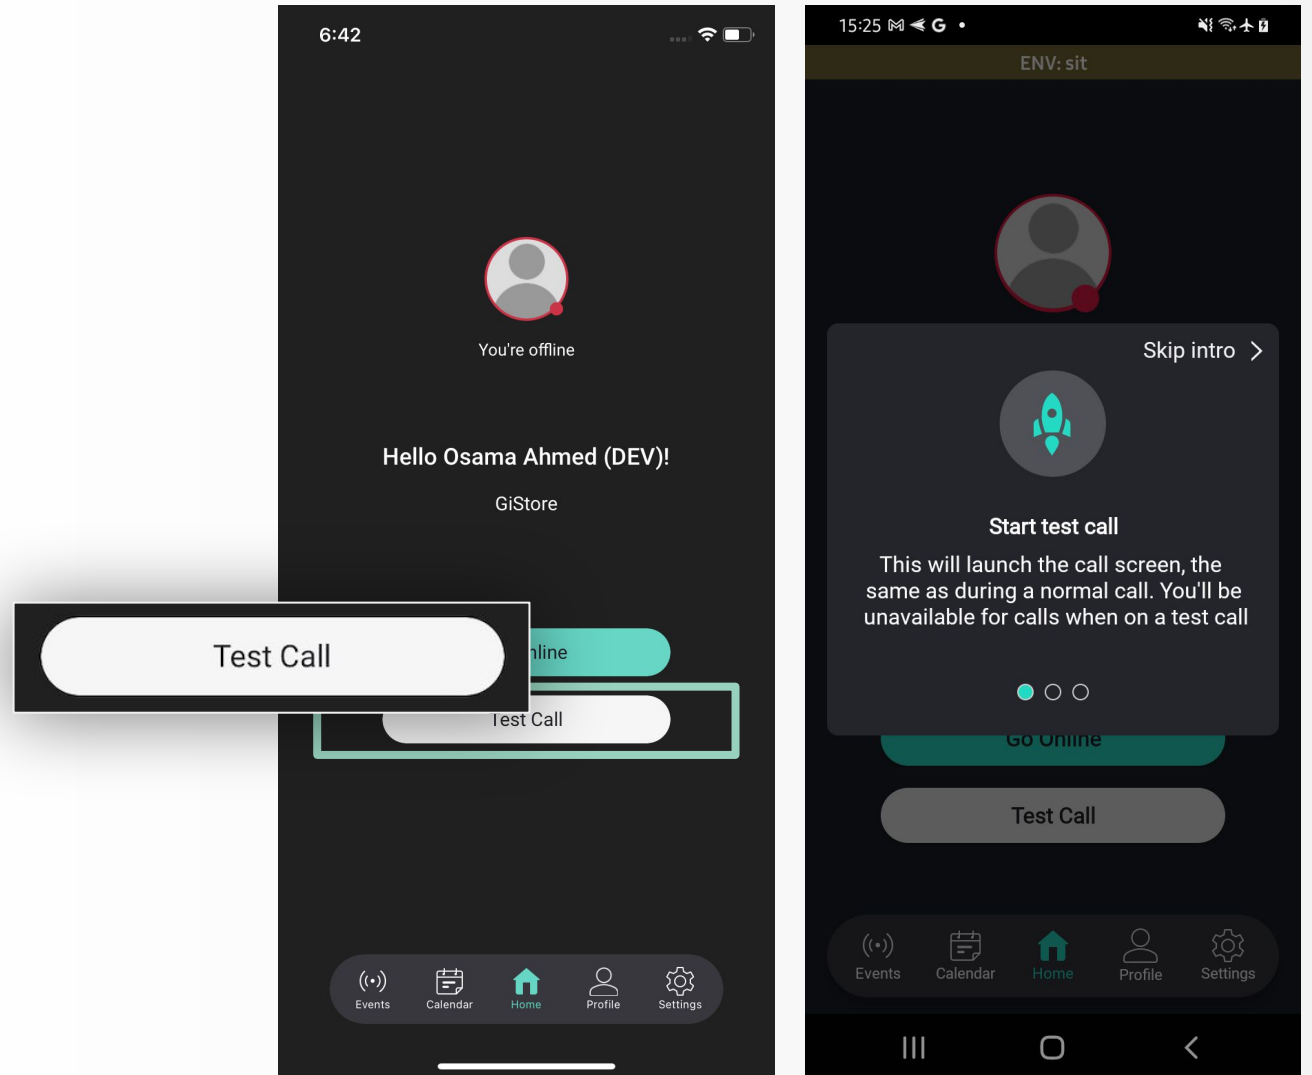 6:42
You're offline
Hello Osama Ahmed (DEV)!
GiStore
Test Call
nline
Test Call
Events
Calendar
Home
Profile
Settings
15:25
ENV: sit
Skip intro
Start test call
This will launch the call screen, the
same as during a normal call. You'll be
unavailable for calls when on a test call
Go Online
Test Call
Events
Calendar
Home
Profile
Settings